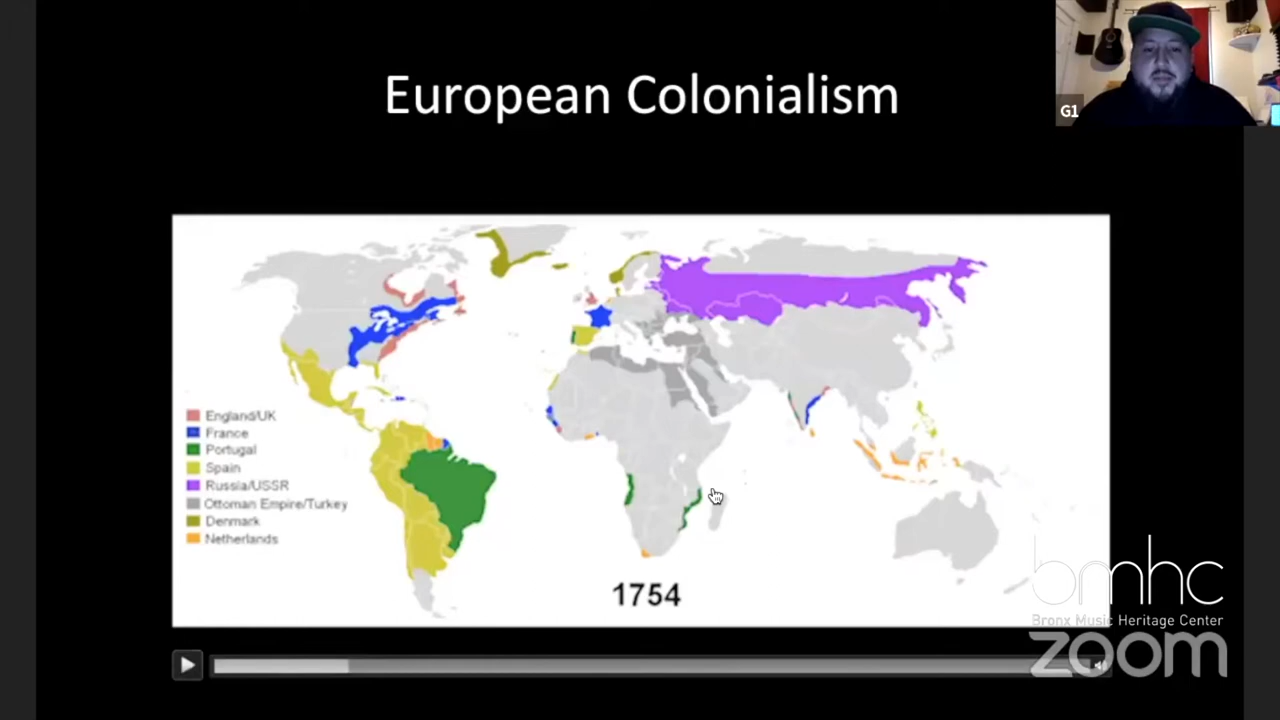 European Colonialism
G1
England/UK
France
Portugal
Spain
Russia/USSR
Ottoman Empire/Turkey
Denmark
Netherlands
1754
bmhc
Bronx Music Heritage Center
zoom